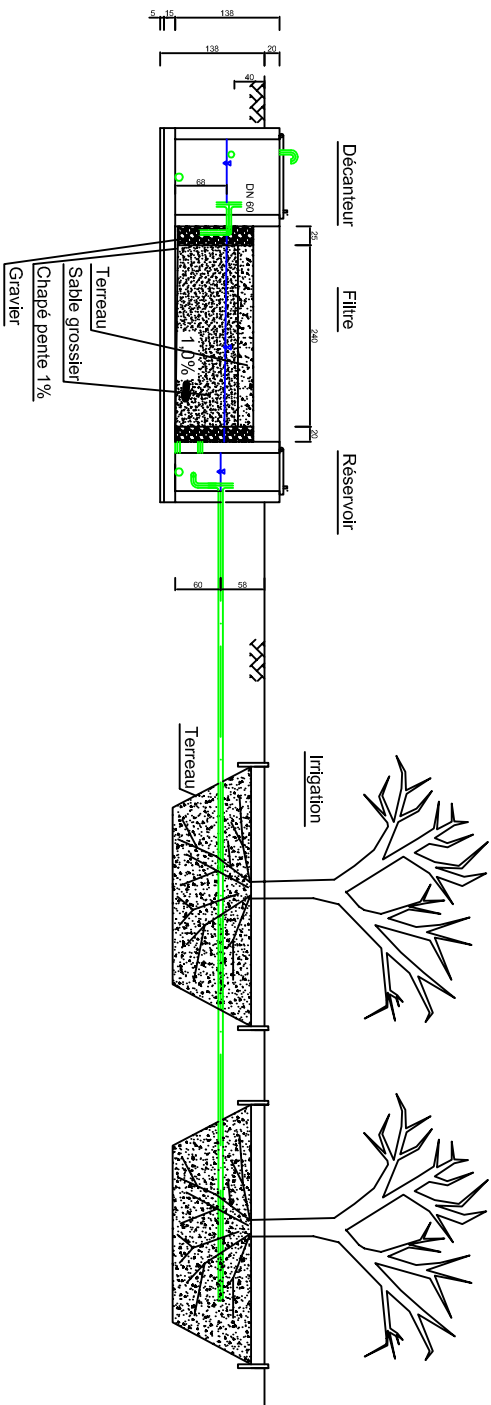 Décanteur
Filtre
Réservoir
Irrigation
138
15
5
20
138
40
68
DN 60
25
240
20
1,0%
60
58
Terreau
Terreau
Sable grossier
Chapé pente 1%
Gravier